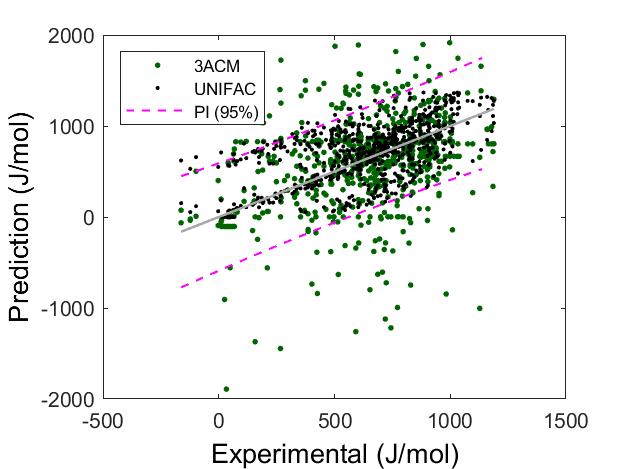 2000
1000
0
-1000
-2000
-500
0
500
1000
1500
Prediction (J/mol)
Experimental (J/mol)
3ACM
UNIFAC
PI (95%)